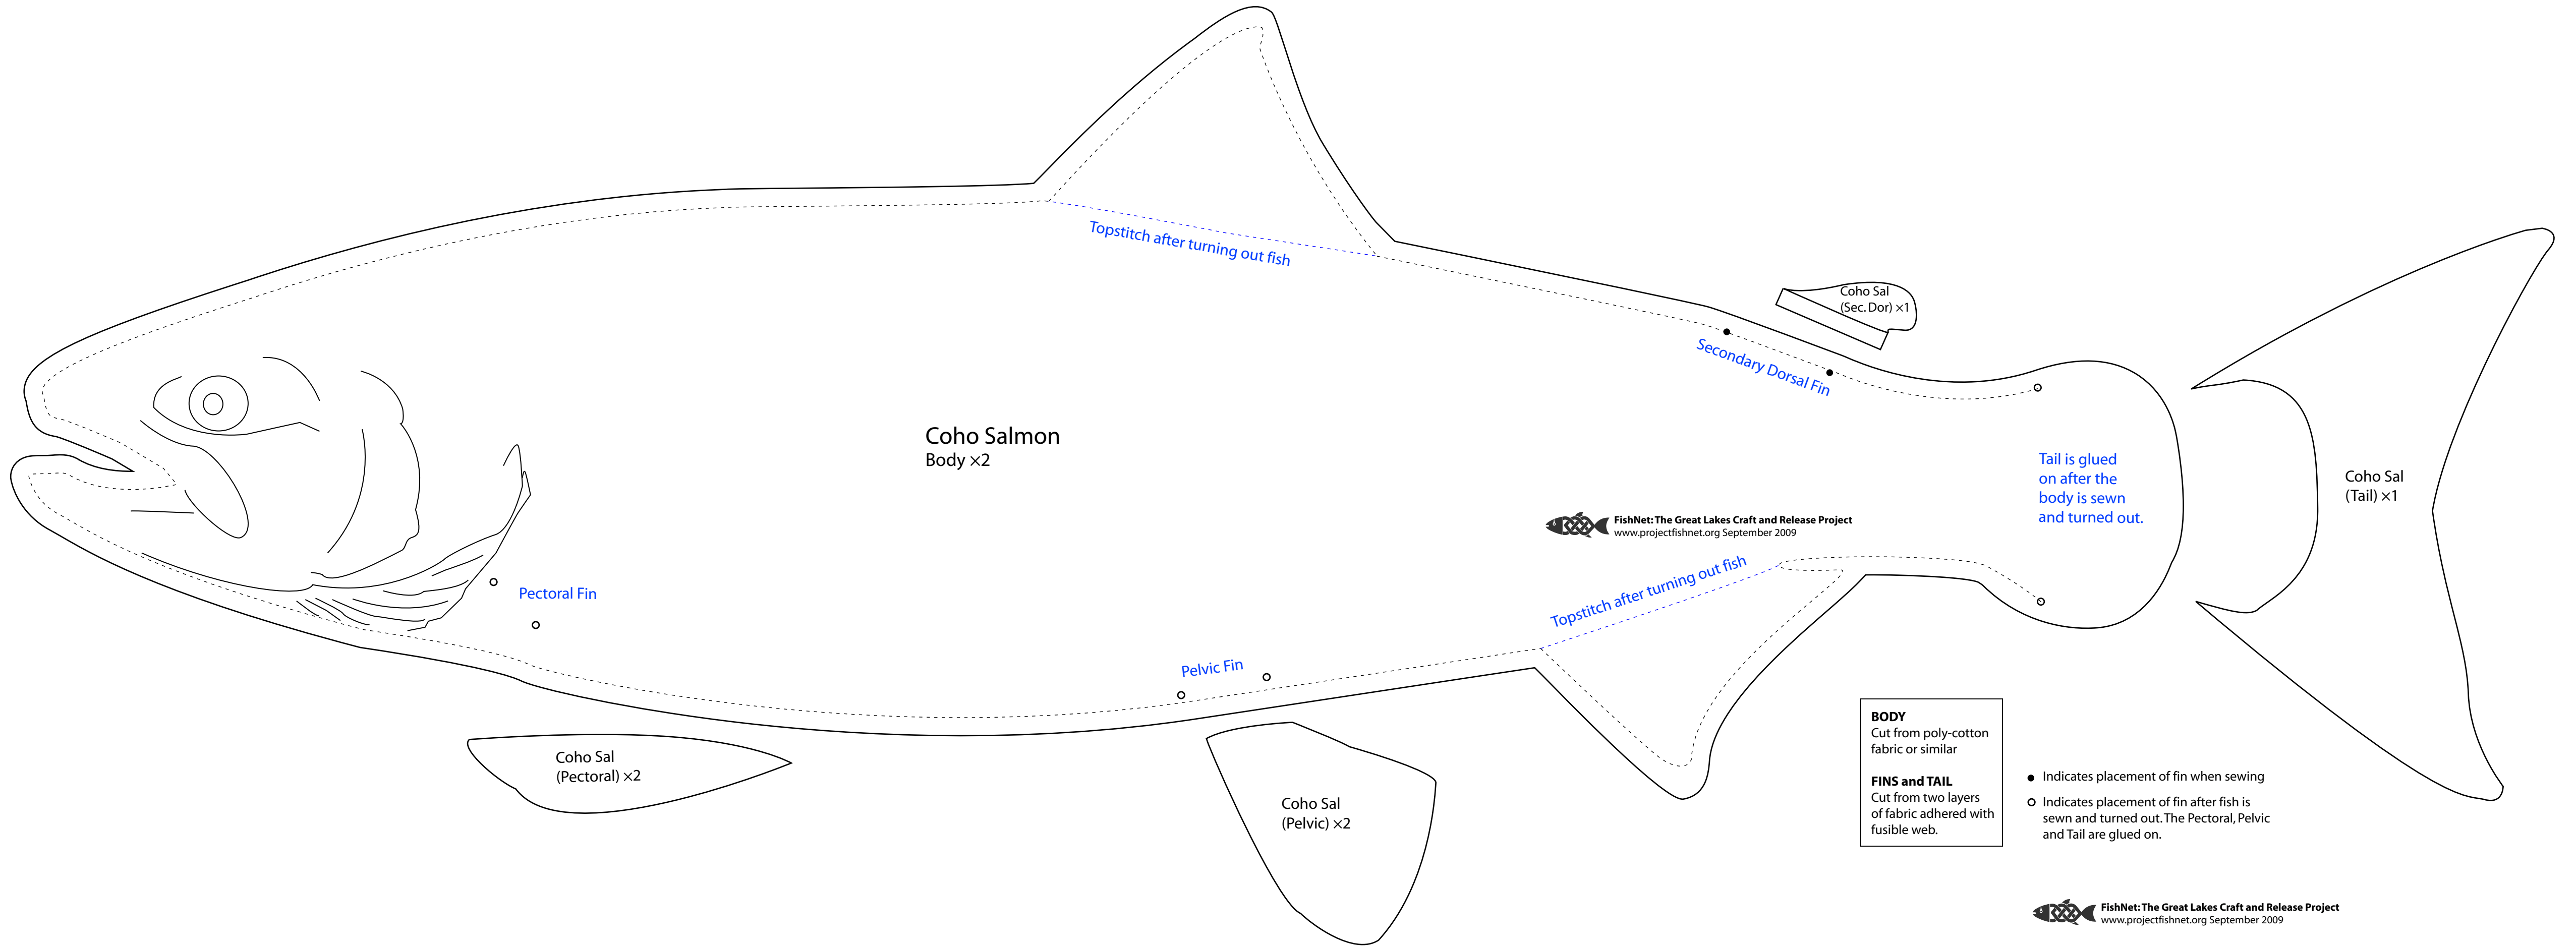 Topstitch after turning out fish
Coho Sal
(Sec. Dor) ×1
Secondary Dorsal Fin
Coho Salmon
Body ×2
Tail is glued
on after the
body is sewn
and turned out.
Coho Sal
(Tail) ×1
FishNet: The Great Lakes Craft and Release Project
www.projectfishnet.org September 2009
Topstitch after turning out fish
Pectoral Fin
Pelvic Fin
Coho Sal
(Pectoral) ×2
Coho Sal
(Pelvic) ×2
BODY
Cut from poly-cotton
fabric or similar
FINS and TAIL
Cut from two layers
of fabric adhered with
fusible web.
Indicates placement of fin when sewing
Indicates placement of fin after fish is
sewn and turned out. The Pectoral, Pelvic
and Tail are glued on.
FishNet: The Great Lakes Craft and Release Project
www.projectfishnet.org September 2009